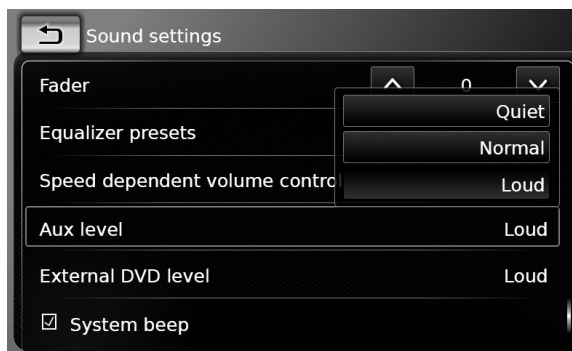 Sound settings
Fader 0
Quiet
Equalizer presets
Normal
Speed dependent volume contro
Loud
Aux level Loud
External DVD level Loud
System beep